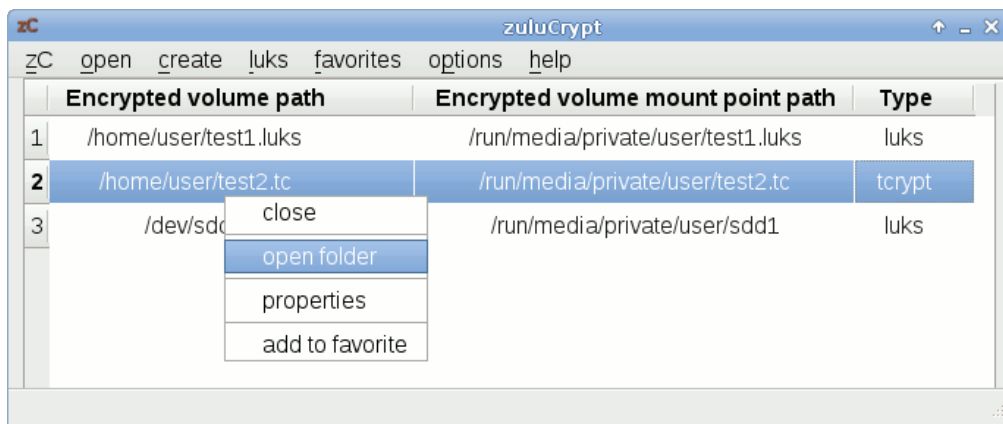 zC zuluCrypt
zC open create luks favorites options help
Encrypted volume path Encrypted volume mount point path Type
1 /home/user/test1.luks /run/media/private/user/test1.luks luks
2 /home/user/test2.tc /run/media/private/user/test2.tc tcrypt
close
3 /run/media/private/user/sdd1 luks
open folder
properties
add to favorite